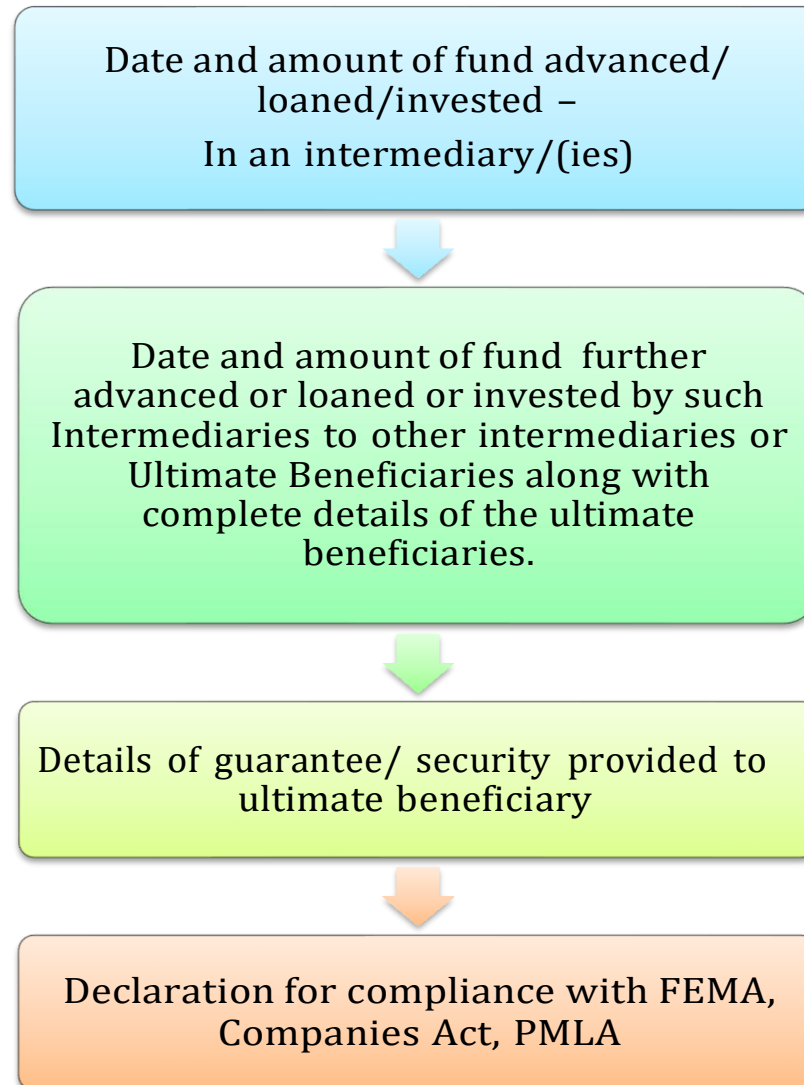 Date and amount of fund advanced/
loaned/invested –
In an intermediary/(ies)
Date and amount of fund further
advanced or loaned or invested by such
Intermediaries to other intermediaries or
Ultimate Beneficiaries along with
complete details of the ultimate
beneficiaries.
Details of guarantee/ security provided to
ultimate beneficiary
Declaration for compliance with FEMA,
Companies Act, PMLA